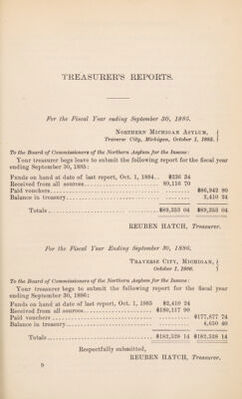 TREASURER'S REPORTS.
For the Fiscal Year ending September 30, 1885.
NORTHERN MICHIGAN ASYLUM,
Traverse City, Michigan, October 1, 1885.
To the Board of Commissioners of the Northern Asylum for the Insane:
Your treasurer begs leave to submit the following report for the fiscal year
ending September 30, 1885:
Funds on hand at date of last report, Oct. 1, 1884.. $236 34
Received from all sources........ 89,116 70
Paid vouchers........ $86,942 80
Balance in treasury........ 2,410 24
Totals........ $89,353 04 $89,353 04
REUBEN HATCH, Treasurer.
For the Fiscal Year Ending September 30, 1886.
TRAVERSE CITY, MICHIGAN,
October 1, 1886.
To the Board of Commissioners of the Northern Asylum for the Insane:
Your treasurer begs leave to submit the following report for the fiscal year
ending September 30, 1886:
Funds on hand at date of last report, Oct. 1, 1885 $2,410 24
Received from all sources........ $180,117 90
Paid vouchers........ $177,877 74
Balance in treasury........ 4,650 40
Totals........ $182,528 14 $182,528 14
Respectfully submitted,
REUBEN HATCH, Treasurer.
9